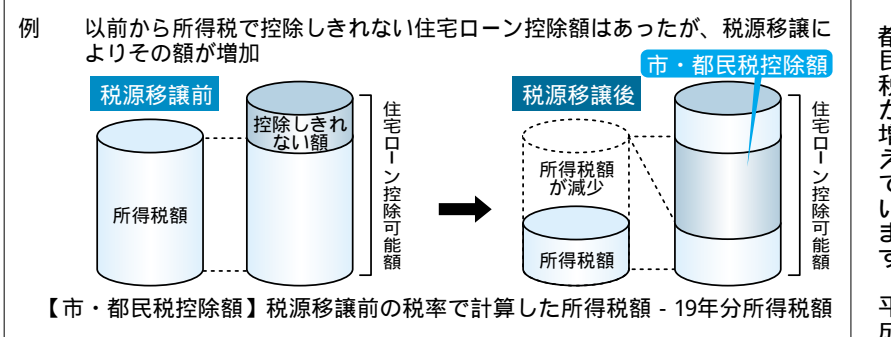 例 以前から所得税で控除しきれない住宅ローン控除額はあったが、税源移譲に
よりその額が増加
税源移譲前
所得税額
控除しきれ
ない額
住宅ローン控除可能額
税源移譲後
市・都民税控除額
所得税額
が減少
所得税額
住宅ローン控除可能額
【市・都民税控除額】税源移譲前の税率で計算した所得税額 - 19年分所得税額
都民税が増えています。平成